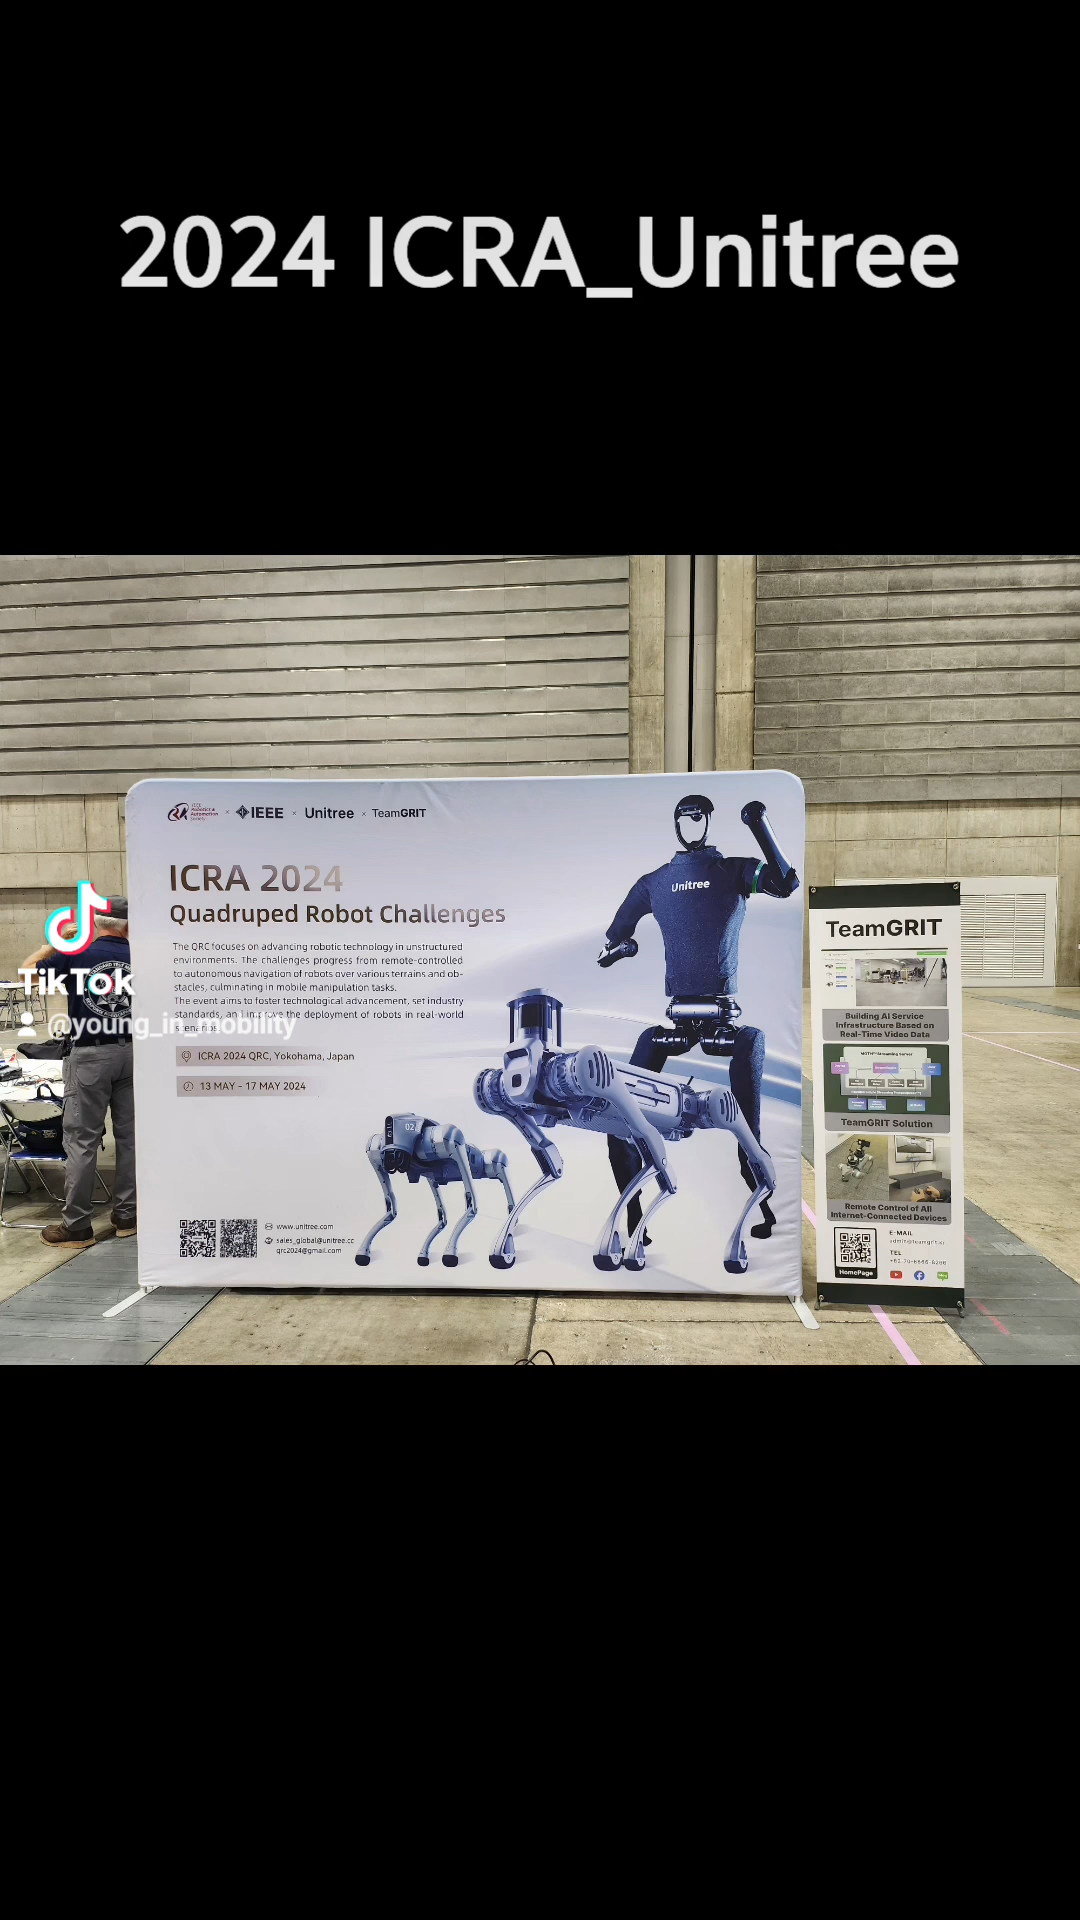 2024 ICRA_Unitree
IEEE
Robotics &
Automation
Society
× IEEE × Unitree × TeamGRIT
ICRA 2024
Quadruped Robot Challenges
The QRC focuses on advancing robotic technology in unstructured
environments. The challenges progress from remote-controlled
to autonomous navigation of robots over various terrains and ob-
stacles, culminating in mobile manipulation tasks.
The event aims to foster technological advancement, set industry
standards, and improve the deployment of robots in real-world
scenarios.
ICRA 2024 QRC, Yokohama, Japan
13 MAY – 17 MAY 2024
www.unitree.com
sales_global@unitree.cc
qrc2024@gmail.com
Unitree
02
TikTok
@young_in_mobility
TeamGRIT
Building AI Service
Infrastructure Based on
Real-Time Video Data
TeamGRIT Solution
Remote Control of All
Internet-Connected Devices
HomePage
E-MAIL
TEL